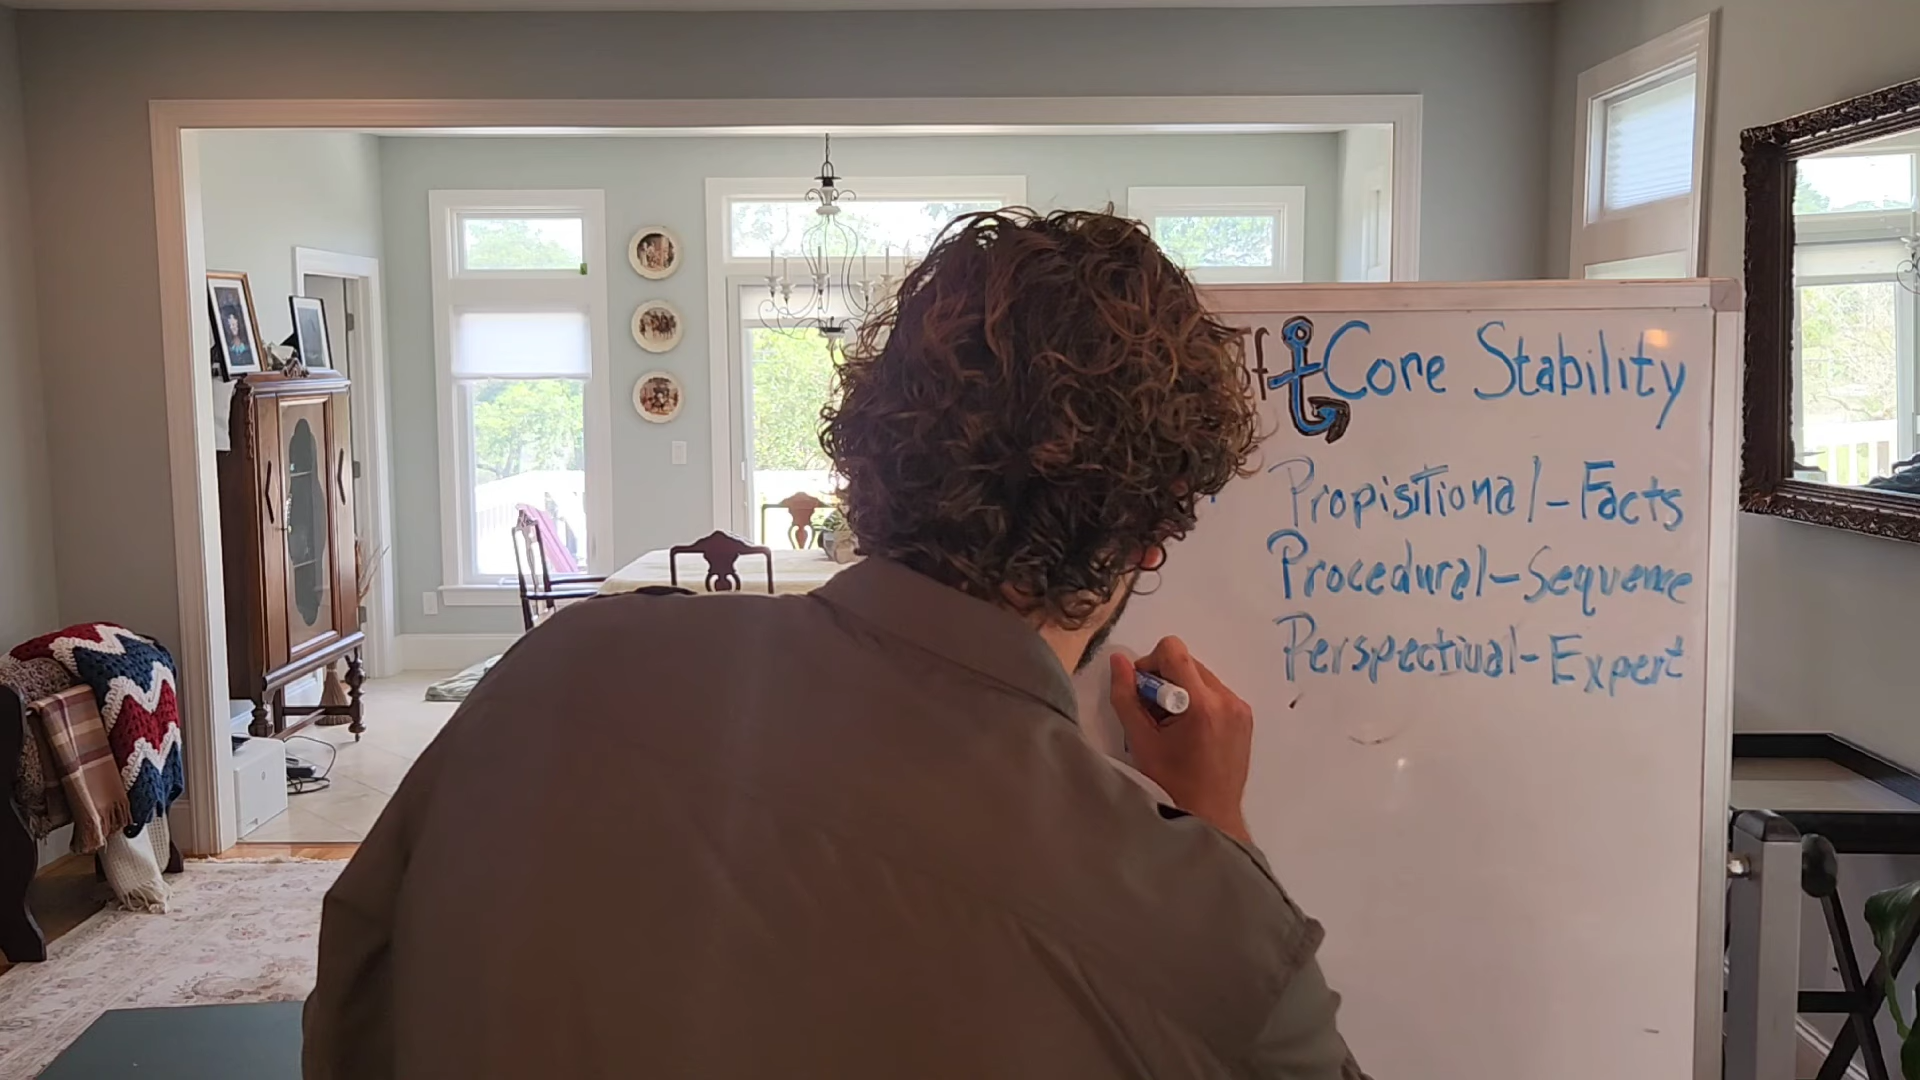 f Core Stability
Propisitional-Facts
Procedural-Sequence
Perspectival-Expert